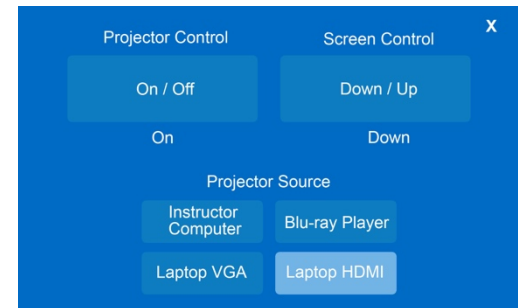 X
Projector Control
Screen Control
On / Off
Down / Up
On
Down
Projector Source
Instructor
Computer
Blu-ray Player
Laptop VGA
Laptop HDMI